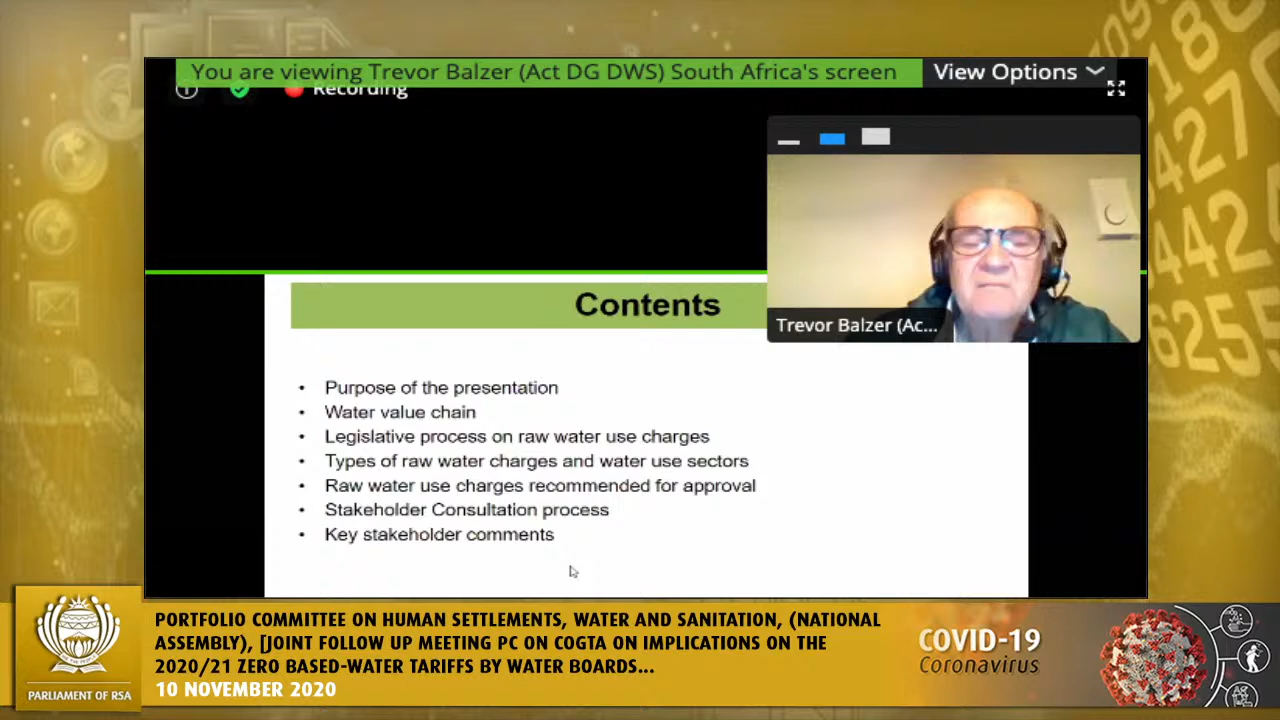 You are viewing Trevor Balzer (Act DG DWS) South Africa's screen
View Options
Recording
Trevor Balzer (Ac...
Contents
• Purpose of the presentation
• Water value chain
• Legislative process on raw water use charges
• Types of raw water charges and water use sectors
• Raw water use charges recommended for approval
• Stakeholder Consultation process
• Key stakeholder comments
PORTFOLIO COMMITTEE ON HUMAN SETTLEMENTS, WATER AND SANITATION, (NATIONAL
ASSEMBLY), [JOINT FOLLOW UP MEETING PC ON COGTA ON IMPLICATIONS ON THE
2020/21 ZERO BASED-WATER TARIFFS BY WATER BOARDS...
10 NOVEMBER 2020
PARLIAMENT OF RSA
COVID-19
Coronavirus